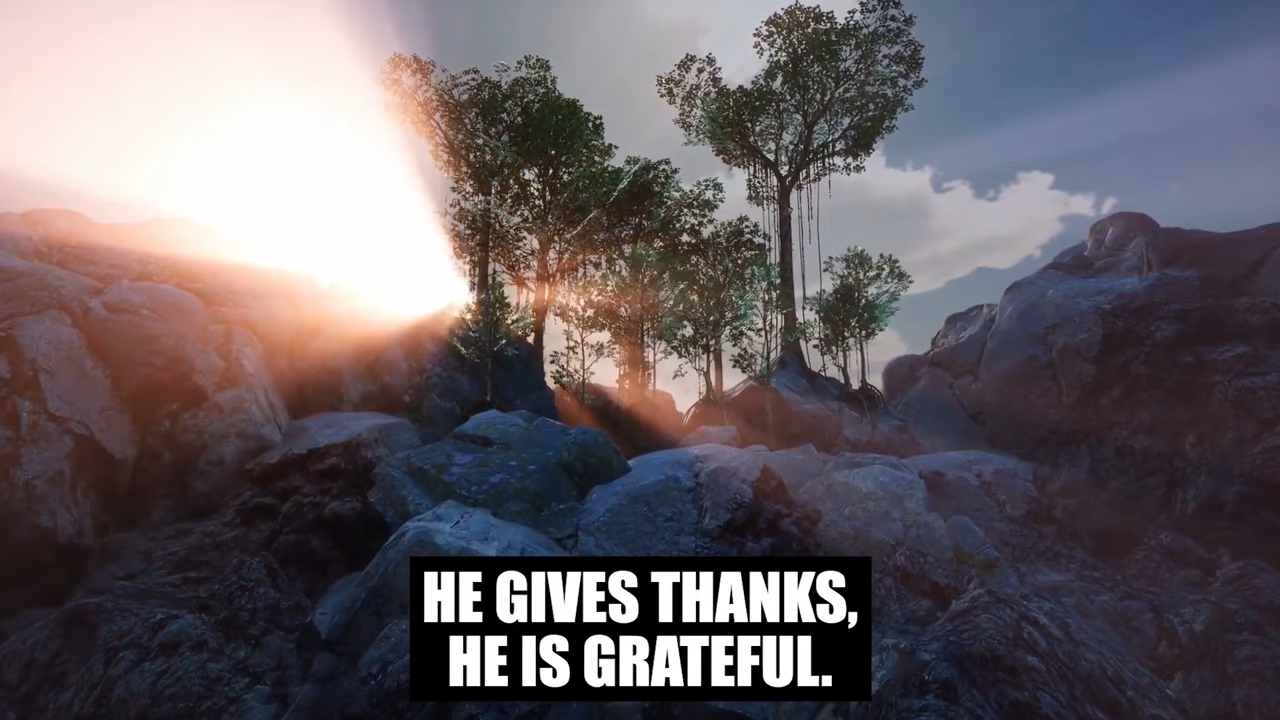 HE GIVES THANKS,
HE IS GRATEFUL.